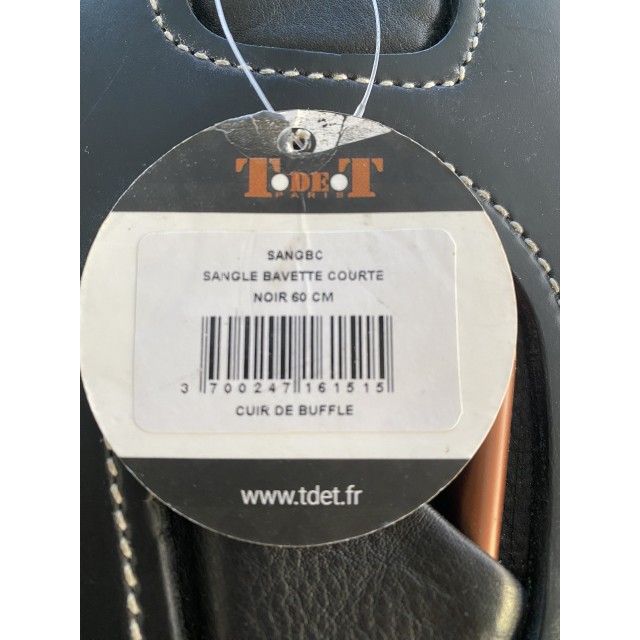 T•DE•T
PARIS
SANGBC
SANGLE BAVETTE COURTE
NOIR 60 CM
3 700247 161515
CUIR DE BUFFLE
www.tdet.fr